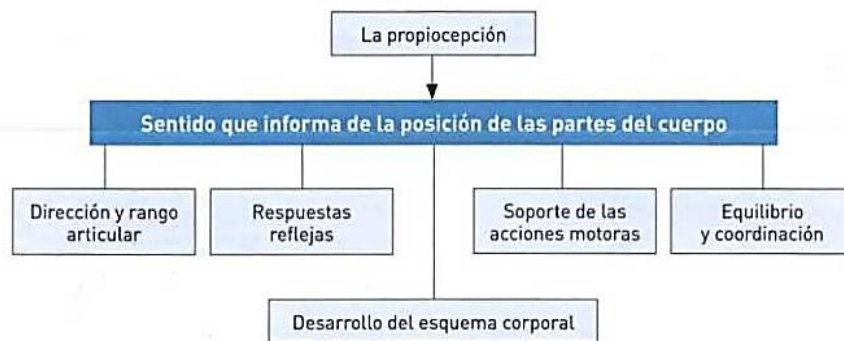 La propiocepción
Sentido que informa de la posición de las partes del cuerpo
Dirección y rango
articular
Respuestas
reflejas
Soporte de las
acciones motoras
Equilibrio
y coordinación
Desarrollo del esquema corporal